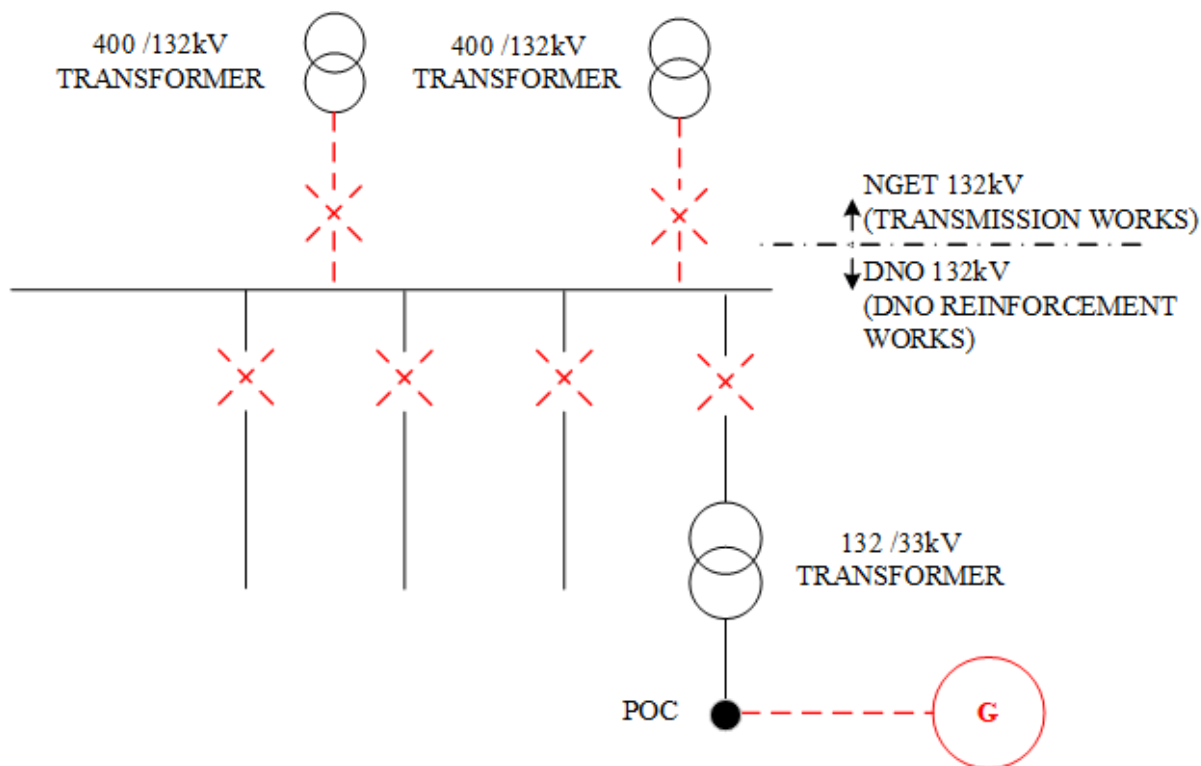 400 /132kV
TRANSFORMER
400 /132kV
TRANSFORMER
NGET 132kV
(TRANSMISSION WORKS)
DNO 132kV
(DNO REINFORCEMENT
WORKS)
132 /33kV
TRANSFORMER
POC
G